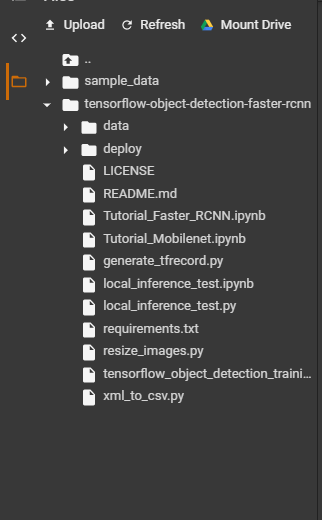 Upload Refresh Mount Drive
<>
..
sample_data
tensorflow-object-detection-faster-rcnn
data
deploy
LICENSE
README.md
Tutorial_Faster_RCNN.ipynb
Tutorial_Mobilenet.ipynb
generate_tfrecord.py
local_inference_test.ipynb
local_inference_test.py
requirements.txt
resize_images.py
tensorflow_object_detection_traini...
xml_to_csv.py